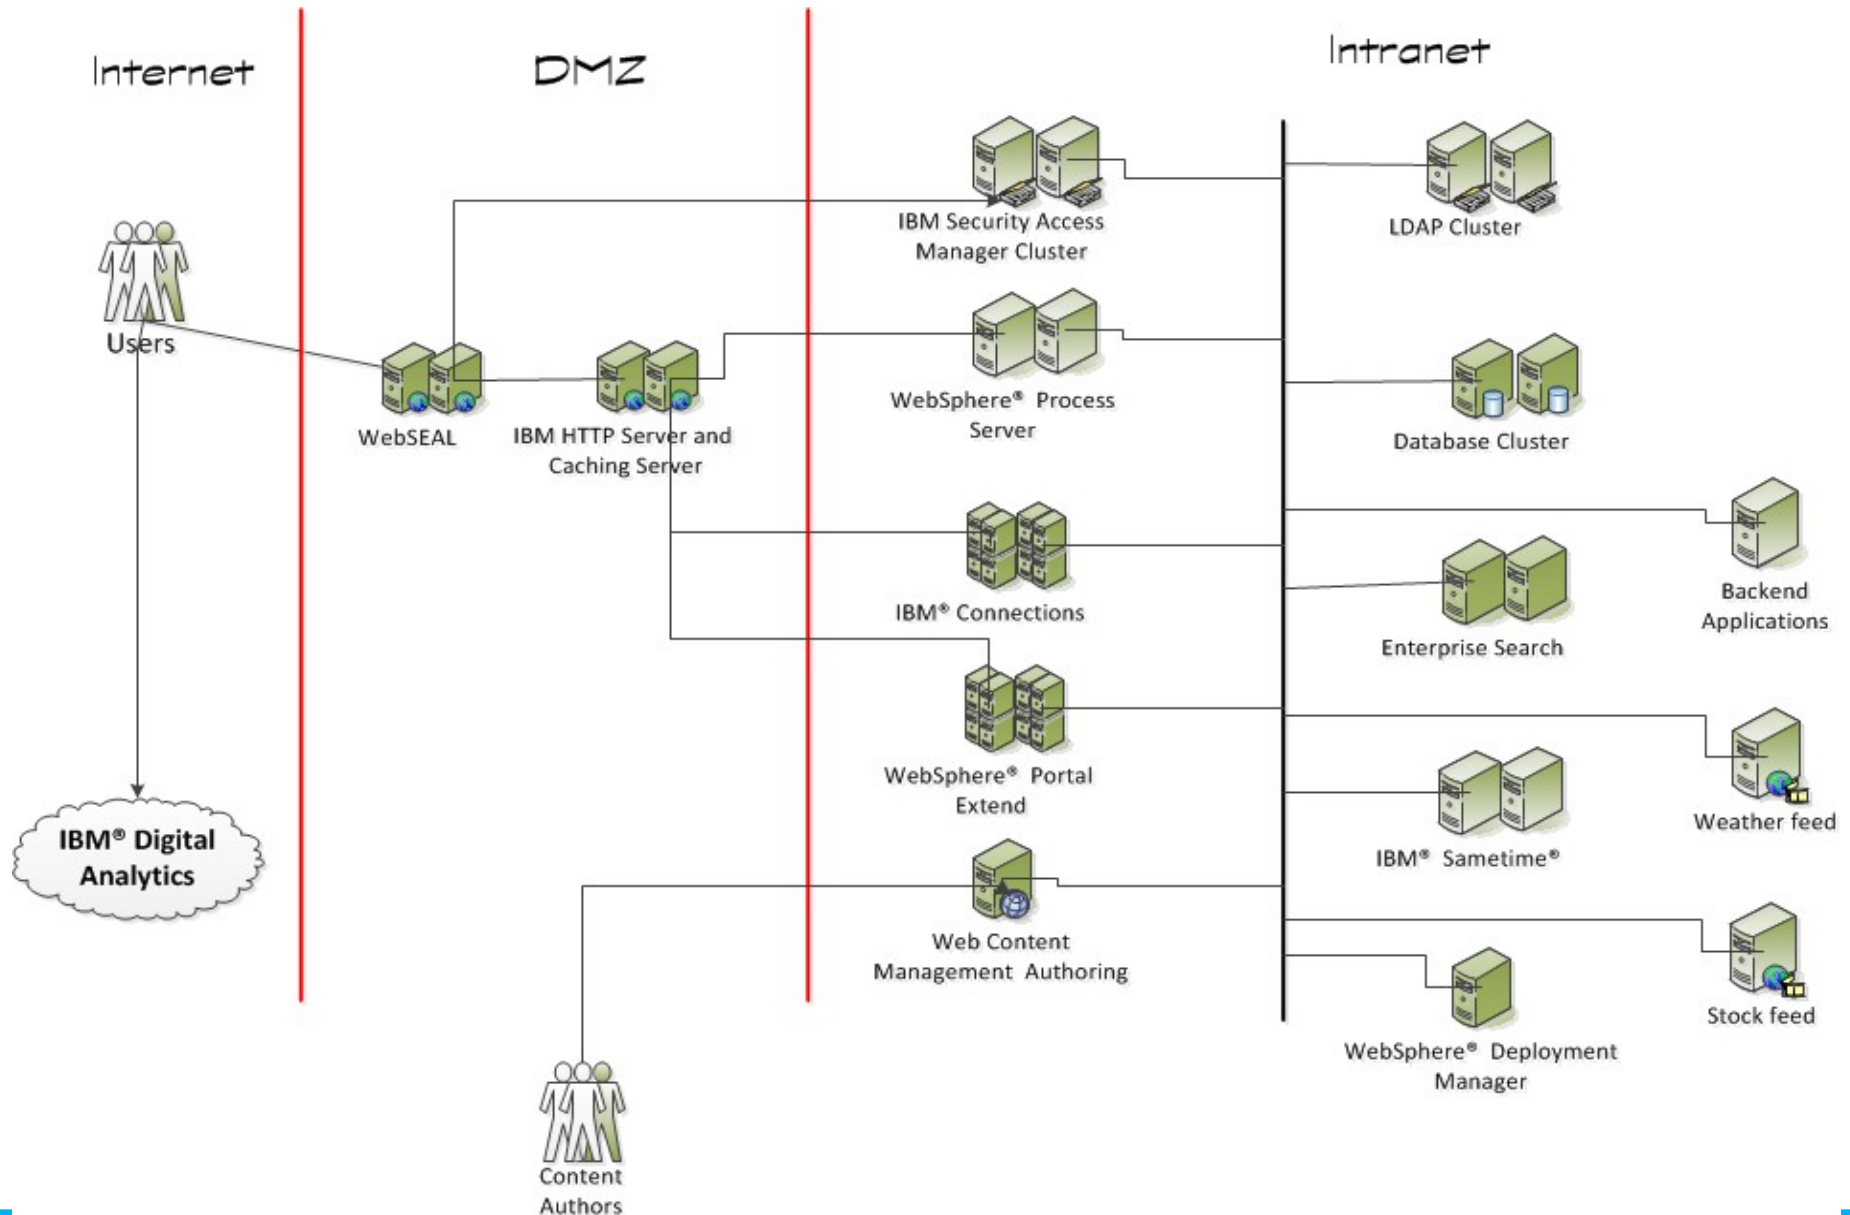 Internet
DMZ
Intranet
IBM Security Access
Manager Cluster
LDAP Cluster
Users
WebSEAL
IBM HTTP Server and
Caching Server
WebSphere® Process
Server
Database Cluster
IBM® Connections
Enterprise Search
Backend
Applications
WebSphere® Portal
Extend
IBM® Sametime®
Weather feed
IBM® Digital
Analytics
Web Content
Management Authoring
Stock feed
WebSphere® Deployment
Manager
Content
Authors